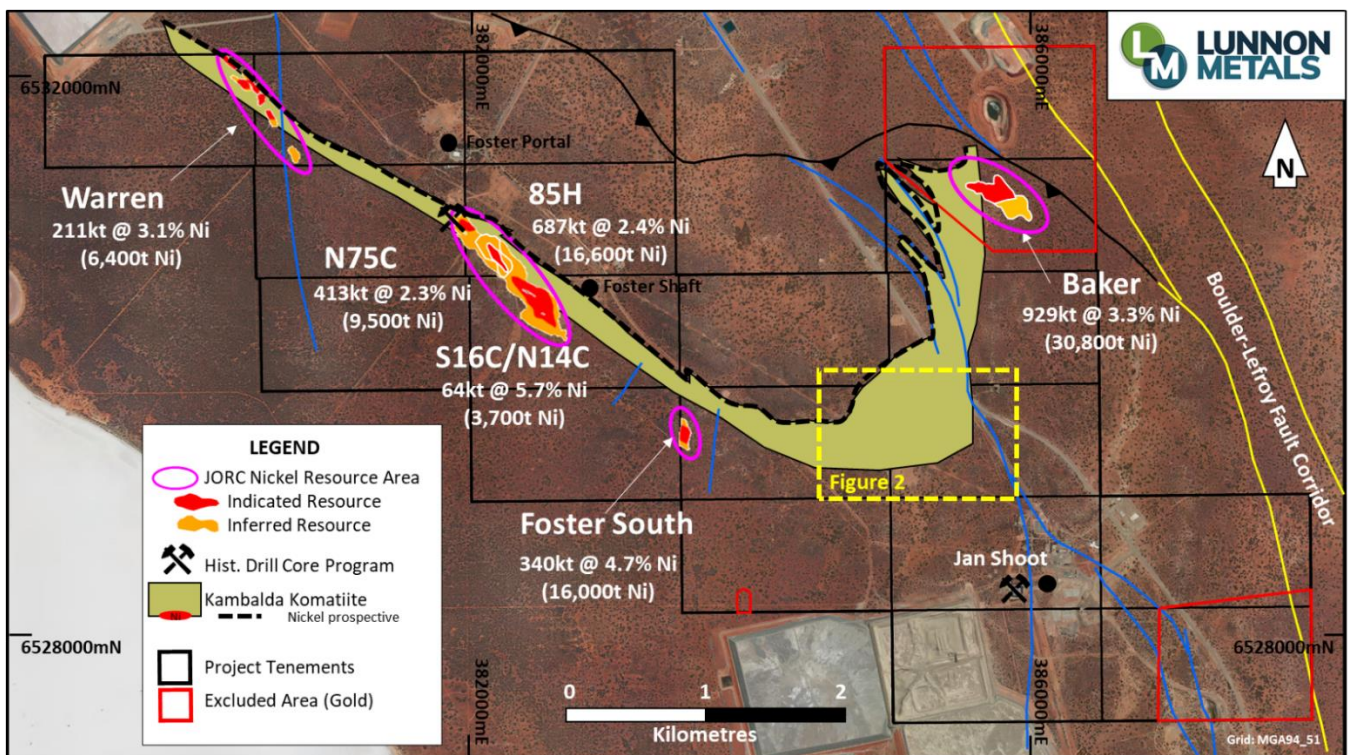 382000mE
386000mE
LM
LUNNON
METALS
6532000mN
Foster Portal
N
Warren
211kt @ 3.1% Ni
(6,400t Ni)
85H
687kt @ 2.4% Ni
(16,600t Ni)
N75C
413kt @ 2.3% Ni
(9,500t Ni)
Foster Shaft
Baker
929kt @ 3.3% Ni
(30,800t Ni)
Boulder-Lefroy Fault Corridor
S16C/N14C
64kt @ 5.7% Ni
(3,700t Ni)
Figure 2
Foster South
340kt @ 4.7% Ni
(16,000t Ni)
Jan Shoot
LEGEND
JORC Nickel Resource Area
Indicated Resource
Inferred Resource
Hist. Drill Core Program
Kambalda Komatiite
Nickel prospective
Project Tenements
Excluded Area (Gold)
6528000mN
6528000mN
382000mE
386000mE
0 1 2
Kilometres
Grid: MGA94_51